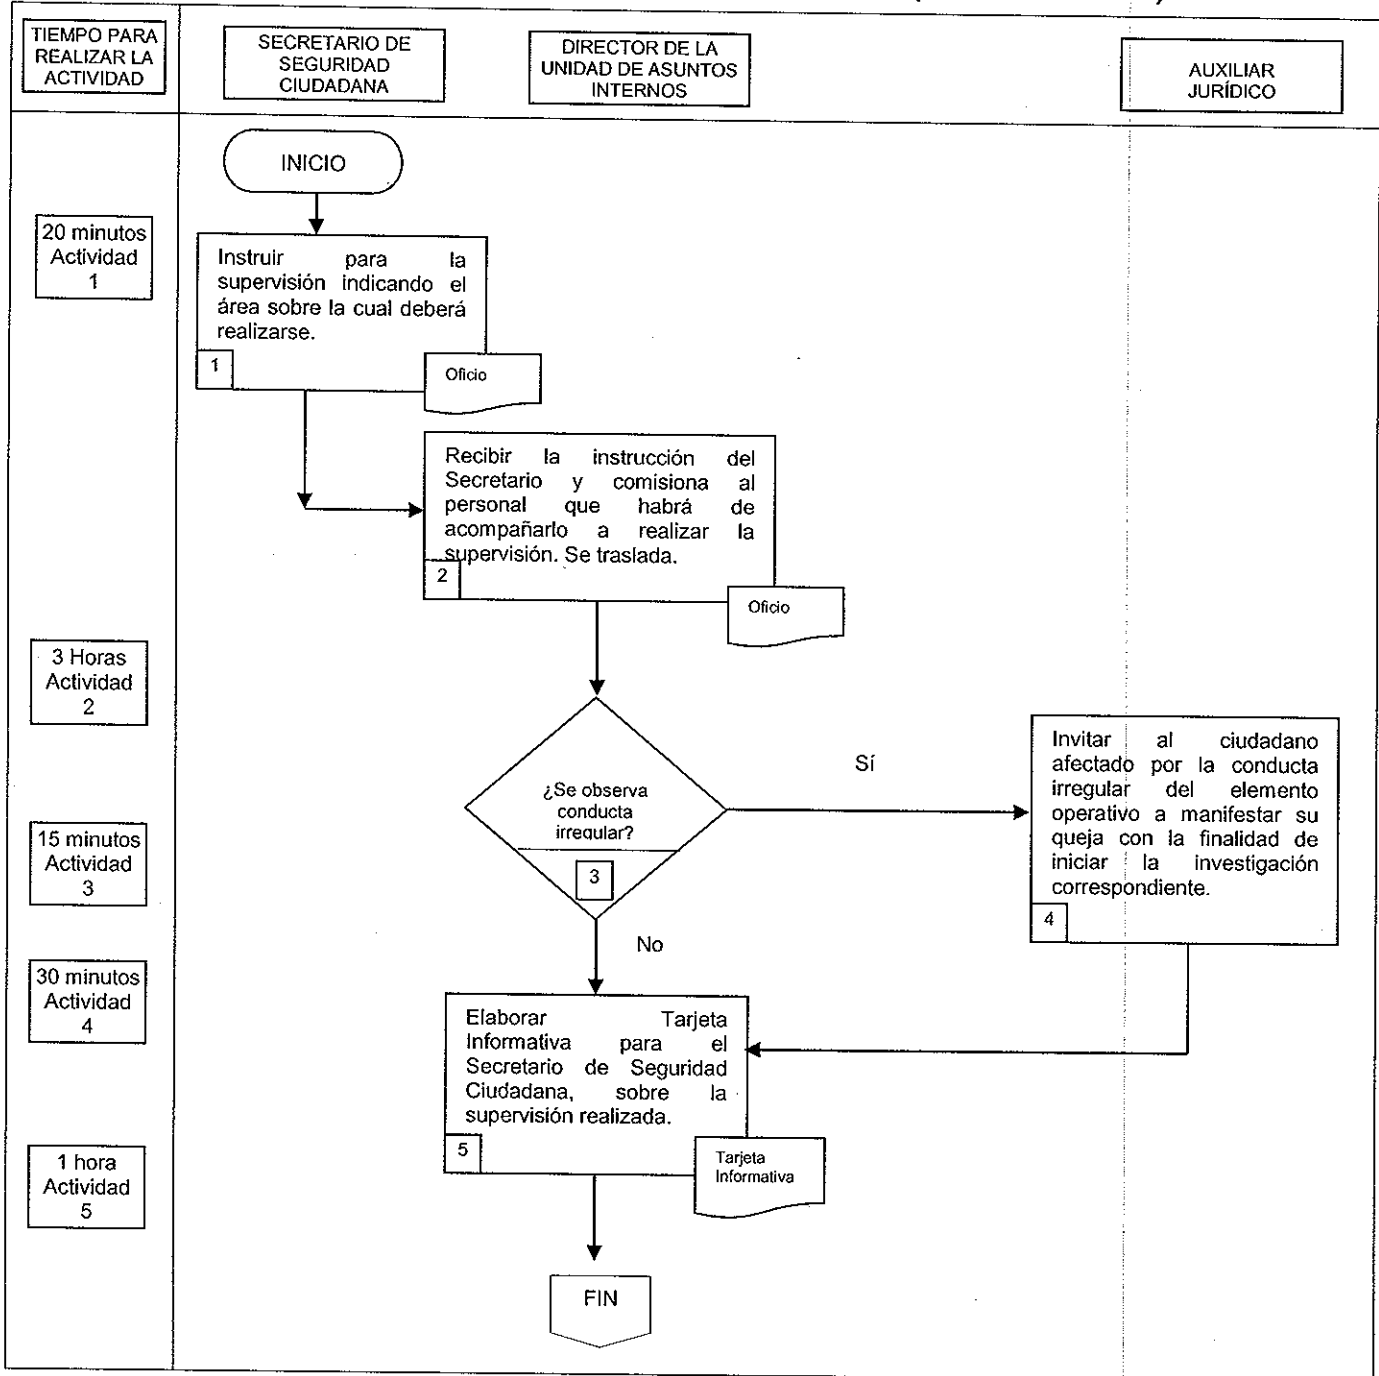 TIEMPO PARA
REALIZAR LA
ACTIVIDAD
SECRETARIO DE
SEGURIDAD
CIUDADANA
DIRECTOR DE LA
UNIDAD DE ASUNTOS
INTERNOS
AUXILIAR
JURÍDICO
INICIO
20 minutos
Actividad
1
Instruir para la
supervisión indicando el
área sobre la cual deberá
realizarse.
1
Oficio
Recibir la instrucción del
Secretario y comisiona al
personal que habrá de
acompañarlo a realizar la
supervisión. Se traslada.
2
Oficio
3 Horas
Actividad
2
¿Se observa
conducta
irregular?
3
Sí
No
Invitar al ciudadano
afectado por la conducta
irregular del elemento
operativo a manifestar su
queja con la finalidad de
iniciar la investigación
correspondiente.
4
15 minutos
Actividad
3
30 minutos
Actividad
4
Elaborar Tarjeta
Informativa para el
Secretario de Seguridad
Ciudadana, sobre la
supervisión realizada.
5
Tarjeta
Informativa
1 hora
Actividad
5
FIN